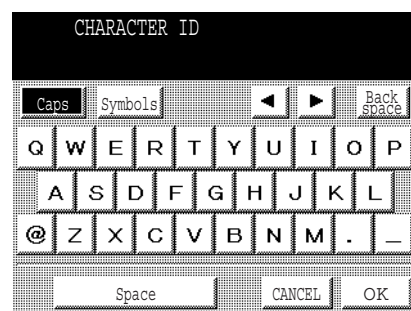 CHARACTER ID
Caps Symbols ◄ ► Back space
Q W E R T Y U I O P
A S D F G H J K L
@ Z X C V B N M . _
Space CANCEL OK